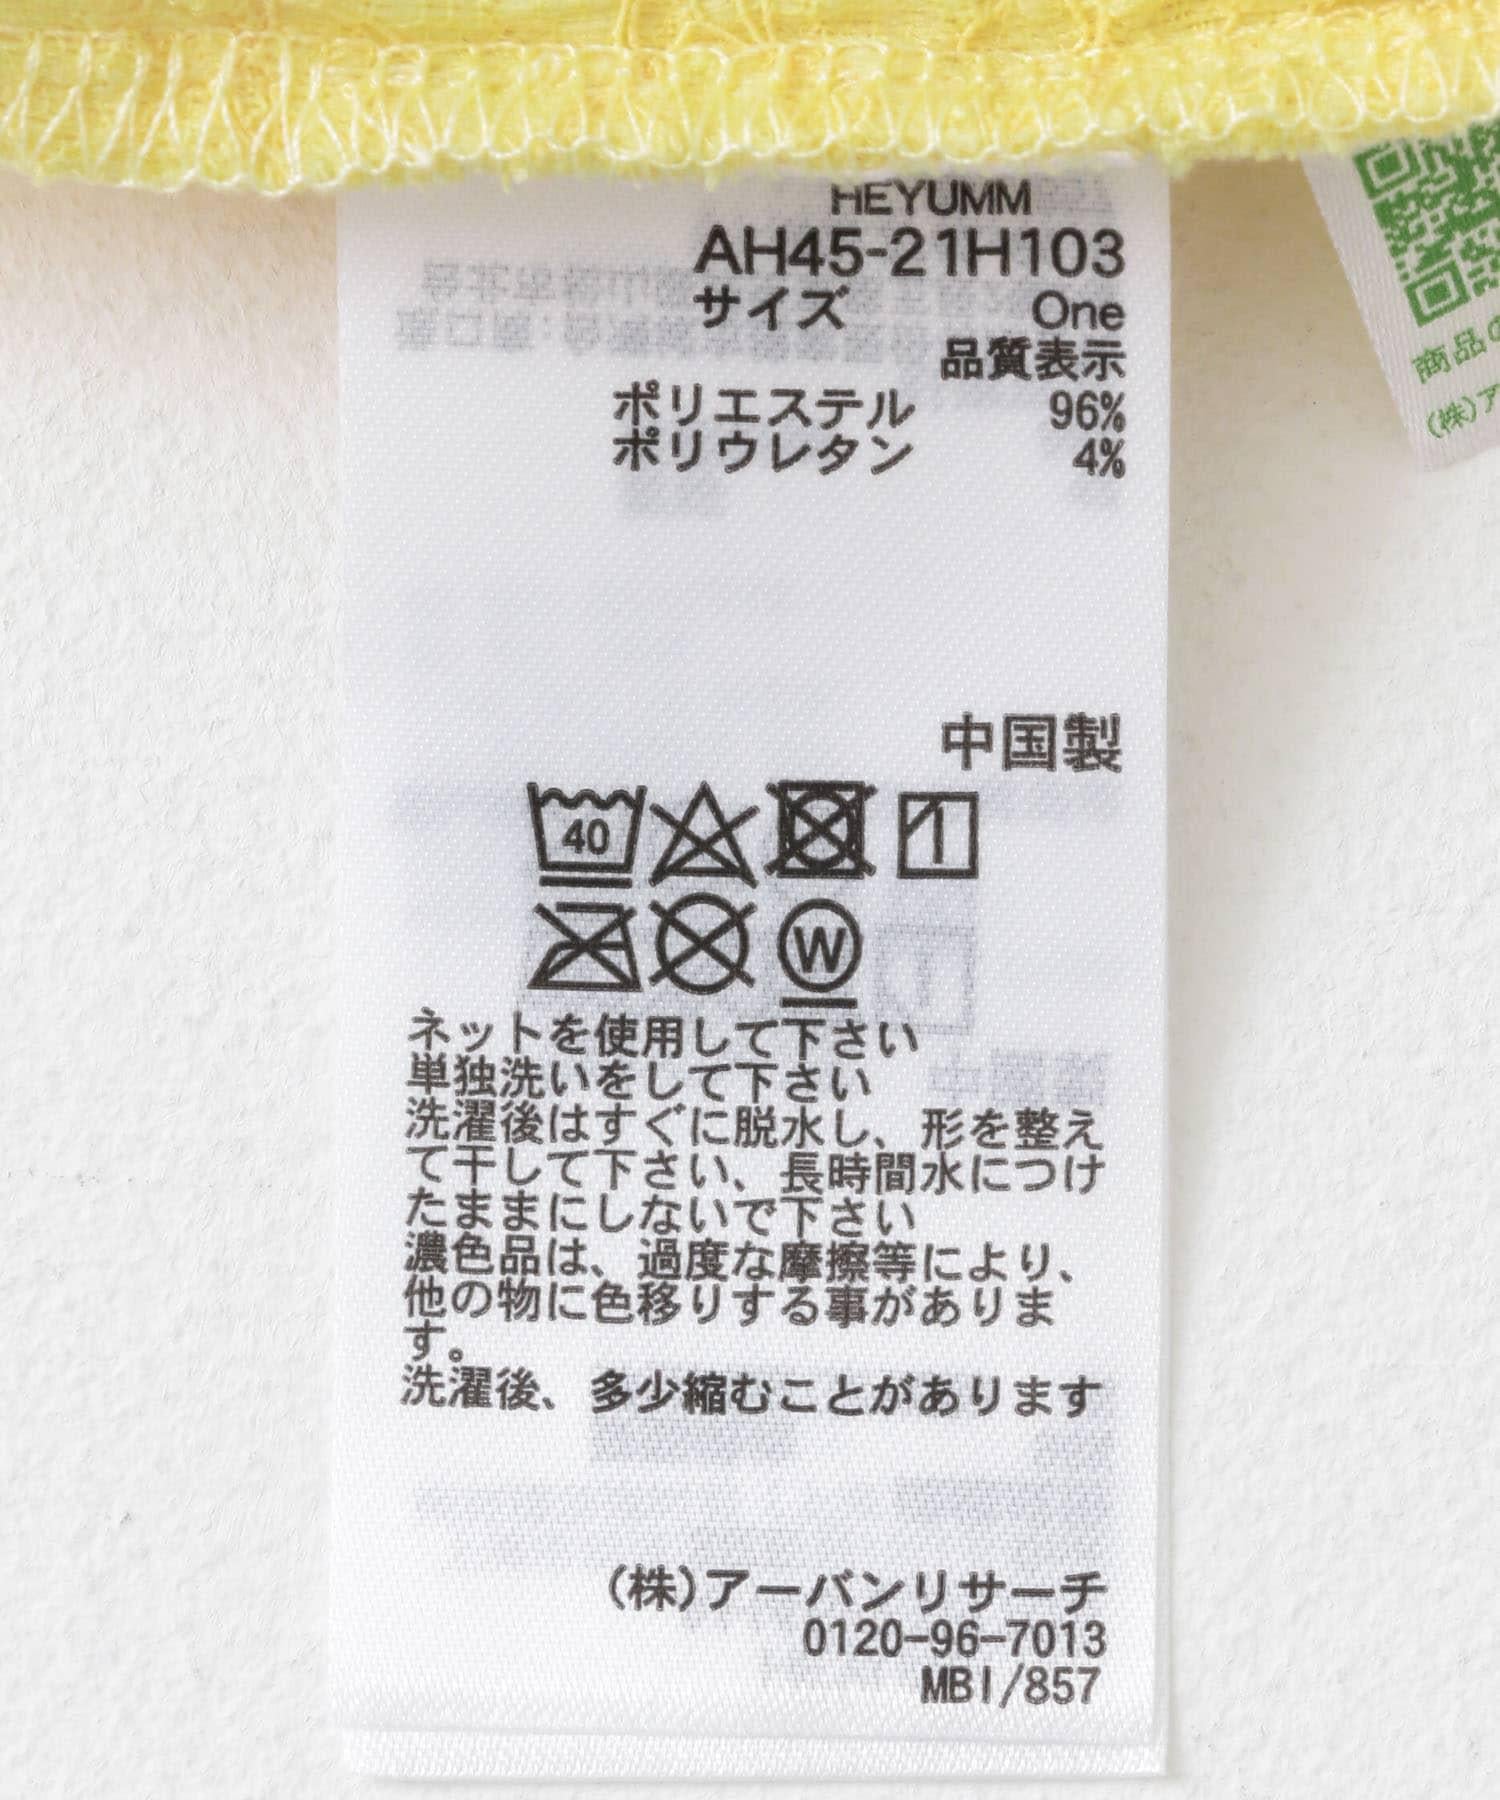 HEYUMM
AH45-21H103
サイズ One
品質表示
ポリエステル 96%
ポリウレタン 4%
中国製
40
W
ネットを使用して下さい
単独洗いをして下さい
洗濯後はすぐに脱水し、形を整え
て干して下さい、長時間水につけ
たままにしないで下さい
濃色品は、過度な摩擦等により、
他の物に色移りする事がありま
す。
洗濯後、多少縮むことがあります
(株)アーバンリサーチ
0120-96-7013
MBI/857
商品の
(株)ア